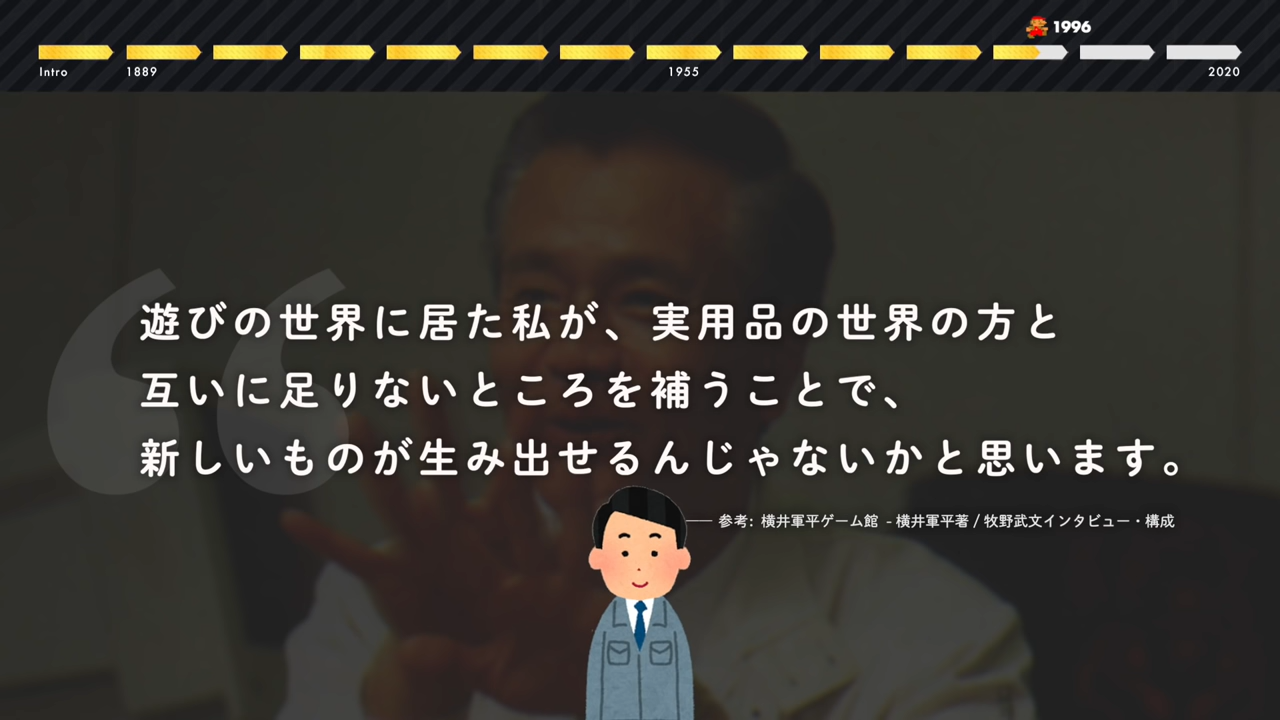 1996
Intro
1889
1955
2020
遊びの世界に居た私が、実用品の世界の方と
互いに足りないところを補うことで、
新しいものが生み出せるんじゃないかと思います。
参考: 横井軍平ゲーム館 - 横井軍平著 / 牧野武文インタビュー・構成